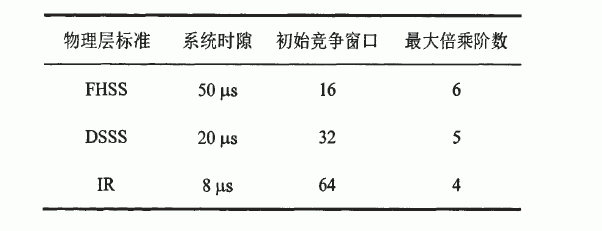 物理层标准 系统时隙 初始竞争窗口 最大倍乘阶数
FHSS 50 μs 16 6
DSSS 20 μs 32 5
IR 8 μs 64 4